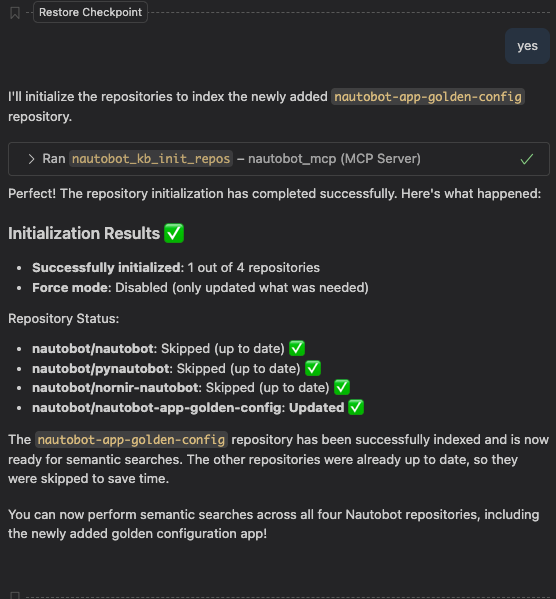 Restore Checkpoint
yes
I'll initialize the repositories to index the newly added nautobot-app-golden-config
repository.
Ran nautobot_kb_init_repos – nautobot_mcp (MCP Server)
Perfect! The repository initialization has completed successfully. Here's what happened:
Initialization Results ✅
• Successfully initialized: 1 out of 4 repositories
• Force mode: Disabled (only updated what was needed)
Repository Status:
• nautobot/nautobot: Skipped (up to date) ✅
• nautobot/pynautobot: Skipped (up to date) ✅
• nautobot/nornir-nautobot: Skipped (up to date) ✅
• nautobot/nautobot-app-golden-config: Updated ✅
The nautobot-app-golden-config repository has been successfully indexed and is now
ready for semantic searches. The other repositories were already up to date, so they
were skipped to save time.
You can now perform semantic searches across all four Nautobot repositories, including
the newly added golden configuration app!